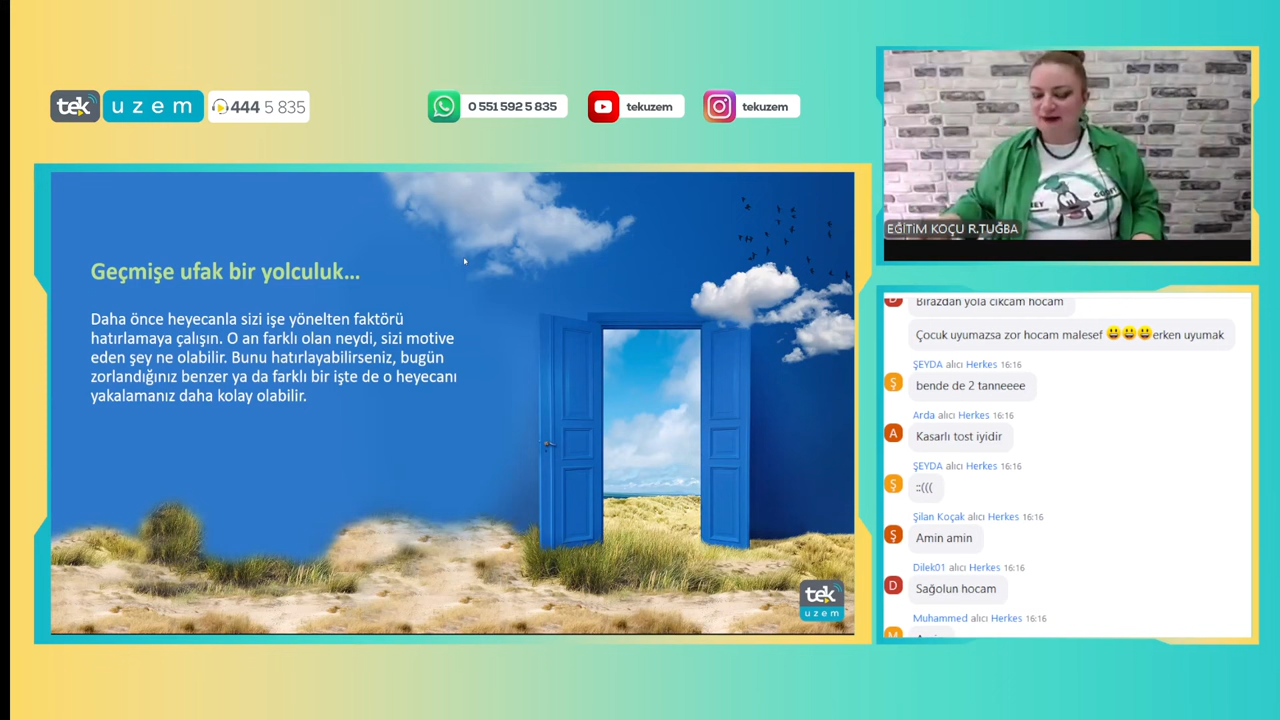 tek
uzem
444 5 835
0 551 592 5 835
tekuzem
tekuzem
Geçmişe ufak bir yolculuk...
Daha önce heyecanla sizi işe yönelten faktörü
hatırlamaya çalışın. O an farklı olan neydi, sizi motive
eden şey ne olabilir. Bunu hatırlayabilirseniz, bugün
zorlandığınız benzer ya da farklı bir işte de o heyecanı
yakalamanız daha kolay olabilir.
tek
uzem
EĞİTİM KOÇU R.TUĞBA
Birazdan yola cikcam hocam
Çocuk uyumazsa zor hocam malesef 😃😃😃erken uyumak
ŞEYDA alıcı Herkes 16:16
Ş
bende de 2 tanneeee
Arda alıcı Herkes 16:16
A
Kasarlı tost iyidir
ŞEYDA alıcı Herkes 16:16
Ş
::(((
Şilan Koçak alıcı Herkes 16:16
Ş
Amin amin
Dilek01 alıcı Herkes 16:16
D
Sağolun hocam
Muhammed alıcı Herkes 16:16